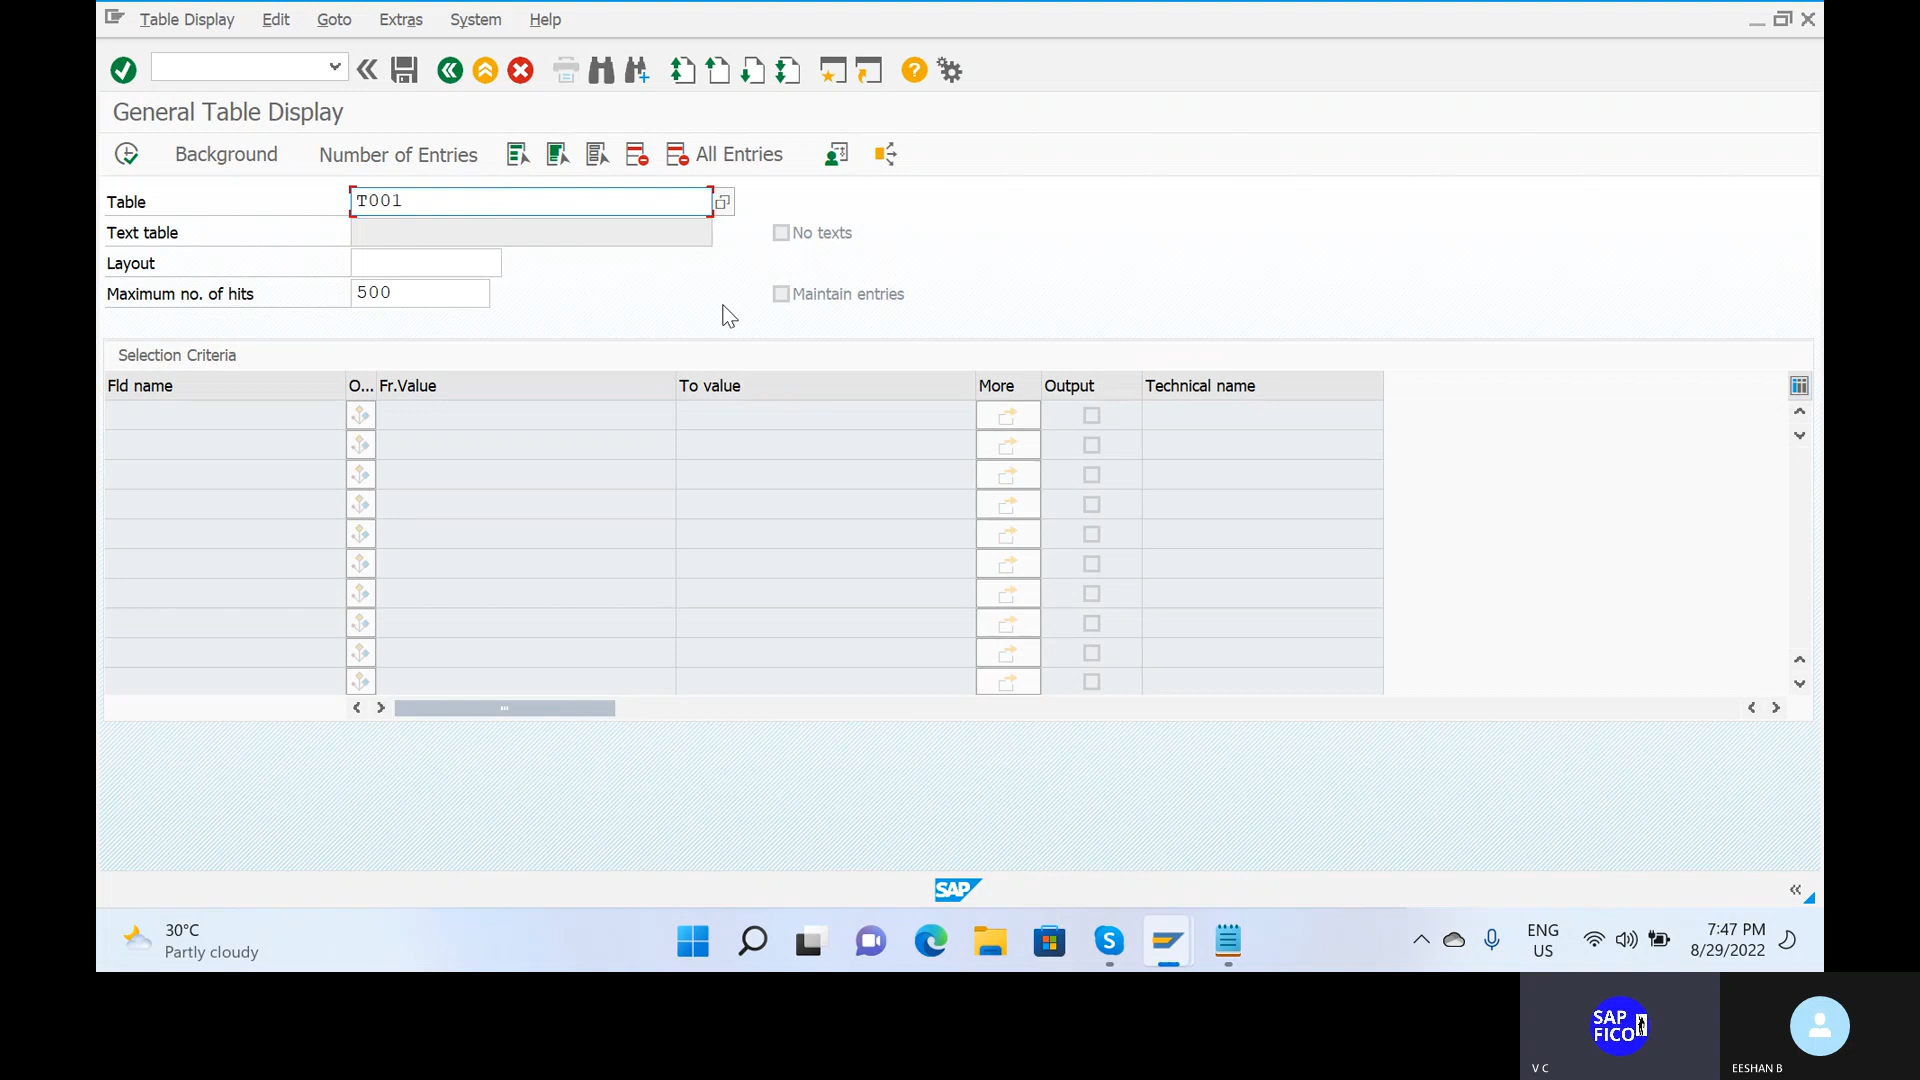 Table Display Edit Goto Extras System Help
General Table Display
Background Number of Entries All Entries
Table T001
Text table No texts
Layout
Maximum no. of hits 500 Maintain entries
Selection Criteria
Fld name O... Fr.Value To value More Output Technical name
SAP
30°C
Partly cloudy
ENG
US
7:47 PM
8/29/2022
SAP
FICO
V C
EESHAN B